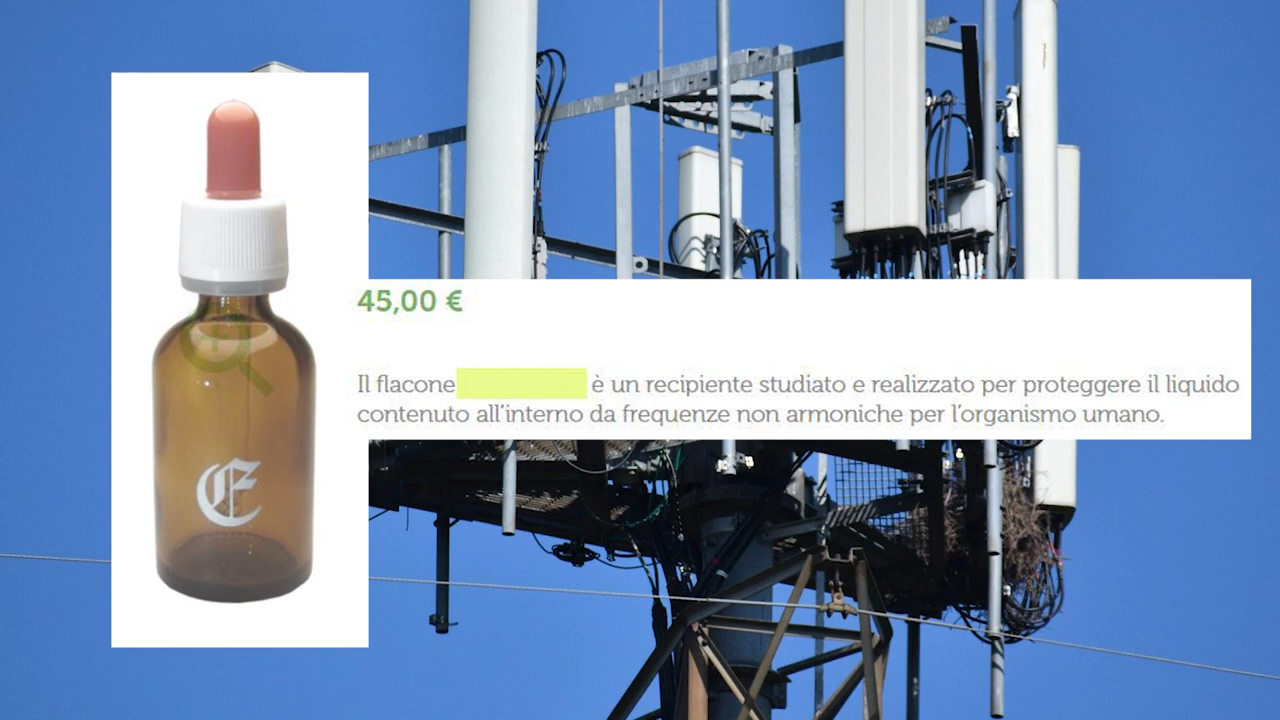 45,00 €
Il flacone è un recipiente studiato e realizzato per proteggere il liquido
contenuto all'interno da frequenze non armoniche per l'organismo umano.
E